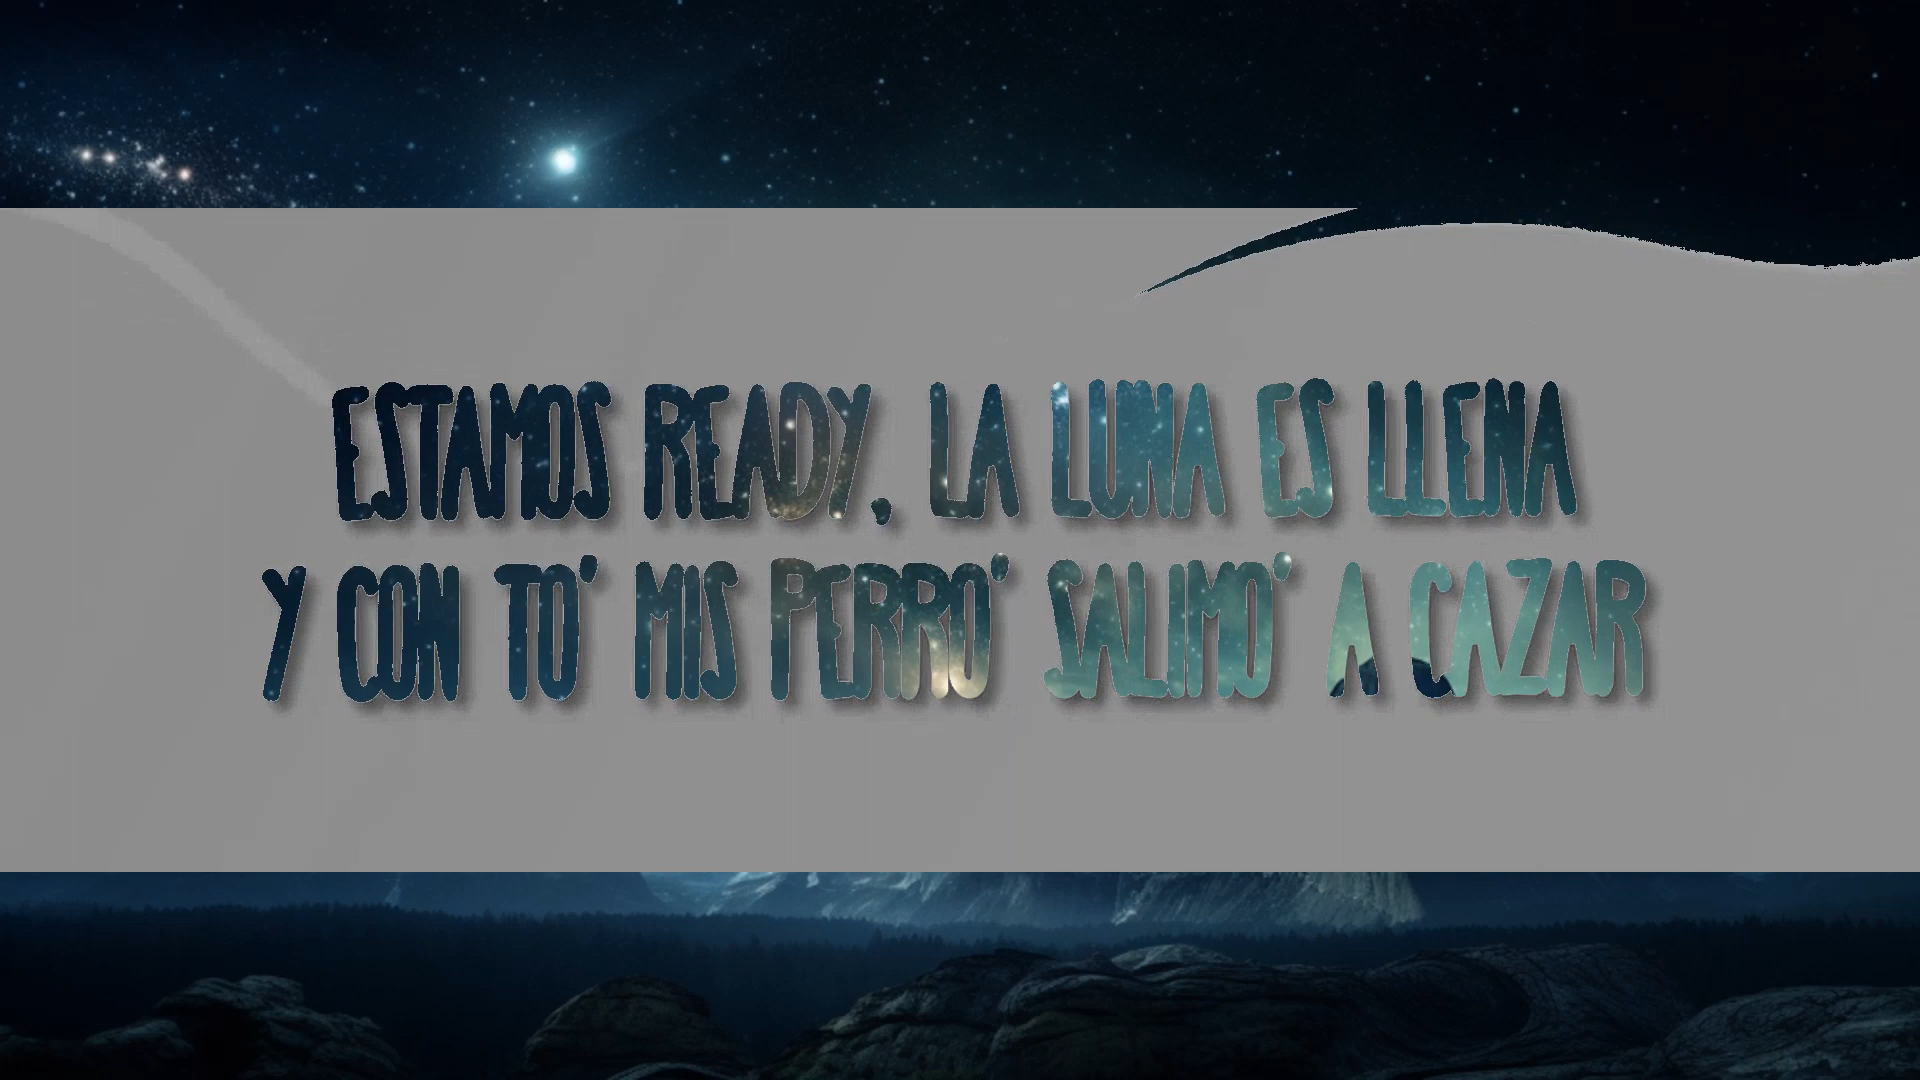 ESTAMOS READY, LA LUNA ES LLENA
Y CON TO' MIS PERRO' SALIMO' A CAZAR